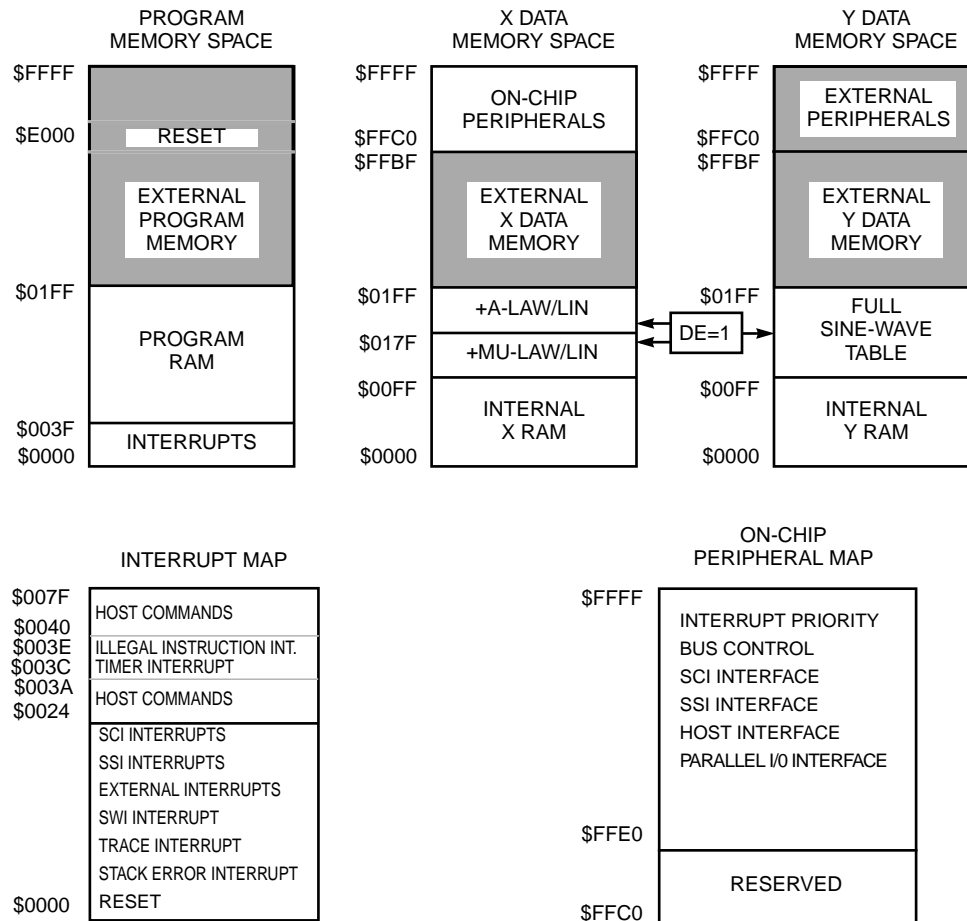 PROGRAM
MEMORY SPACE
$FFFF
$E000
RESET
EXTERNAL
PROGRAM
MEMORY
$01FF
PROGRAM
RAM
$003F
INTERRUPTS
$0000
X DATA
MEMORY SPACE
$FFFF
ON-CHIP
PERIPHERALS
$FFC0
$FFBF
EXTERNAL
X DATA
MEMORY
$01FF
+A-LAW/LIN
$017F
+MU-LAW/LIN
$00FF
INTERNAL
X RAM
$0000
DE=1
Y DATA
MEMORY SPACE
$FFFF
EXTERNAL
PERIPHERALS
$FFC0
$FFBF
EXTERNAL
Y DATA
MEMORY
$01FF
FULL
SINE-WAVE
TABLE
$00FF
INTERNAL
Y RAM
$0000
INTERRUPT MAP
$007F
HOST COMMANDS
$0040
$003E ILLEGAL INSTRUCTION INT.
$003C TIMER INTERRUPT
$003A
HOST COMMANDS
$0024
SCI INTERRUPTS
SSI INTERRUPTS
EXTERNAL INTERRUPTS
SWI INTERRUPT
TRACE INTERRUPT
STACK ERROR INTERRUPT
$0000 RESET
ON-CHIP
PERIPHERAL MAP
$FFFF
INTERRUPT PRIORITY
BUS CONTROL
SCI INTERFACE
SSI INTERFACE
HOST INTERFACE
PARALLEL I/0 INTERFACE
$FFE0
RESERVED
$FFC0